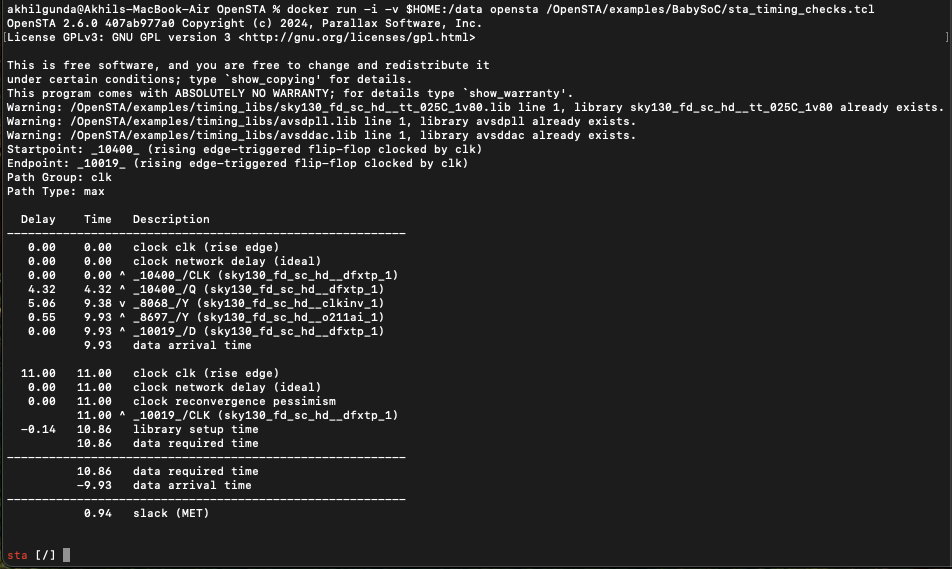 akhilgunda@Akhils-MacBook-Air OpenSTA % docker run -i -v $HOME:/data opensta /OpenSTA/examples/BabySoC/sta_timing_checks.tcl
OpenSTA 2.6.0 407ab977a0 Copyright (c) 2024, Parallax Software, Inc.
[License GPLv3: GNU GPL version 3 <http://gnu.org/licenses/gpl.html> ]
This is free software, and you are free to change and redistribute it
under certain conditions; type `show_copying' for details.
This program comes with ABSOLUTELY NO WARRANTY; for details type `show_warranty'.
Warning: /OpenSTA/examples/timing_libs/sky130_fd_sc_hd__tt_025C_1v80.lib line 1, library sky130_fd_sc_hd__tt_025C_1v80 already exists.
Warning: /OpenSTA/examples/timing_libs/avsdpll.lib line 1, library avsdpll already exists.
Warning: /OpenSTA/examples/timing_libs/avsddac.lib line 1, library avsddac already exists.
Startpoint: _10400_ (rising edge-triggered flip-flop clocked by clk)
Endpoint: _10019_ (rising edge-triggered flip-flop clocked by clk)
Path Group: clk
Path Type: max
  Delay    Time   Description
---------------------------------------------------------
   0.00    0.00   clock clk (rise edge)
   0.00    0.00   clock network delay (ideal)
   0.00    0.00 ^ _10400_/CLK (sky130_fd_sc_hd__dfxtp_1)
   4.32    4.32 ^ _10400_/Q (sky130_fd_sc_hd__dfxtp_1)
   5.06    9.38 v _8068_/Y (sky130_fd_sc_hd__clkinv_1)
   0.55    9.93 ^ _8697_/Y (sky130_fd_sc_hd__o211ai_1)
   0.00    9.93 ^ _10019_/D (sky130_fd_sc_hd__dfxtp_1)
           9.93   data arrival time
  11.00   11.00   clock clk (rise edge)
   0.00   11.00   clock network delay (ideal)
   0.00   11.00   clock reconvergence pessimism
          11.00 ^ _10019_/CLK (sky130_fd_sc_hd__dfxtp_1)
  -0.14   10.86   library setup time
          10.86   data required time
---------------------------------------------------------
          10.86   data required time
          -9.93   data arrival time
---------------------------------------------------------
           0.94   slack (MET)
sta [/]